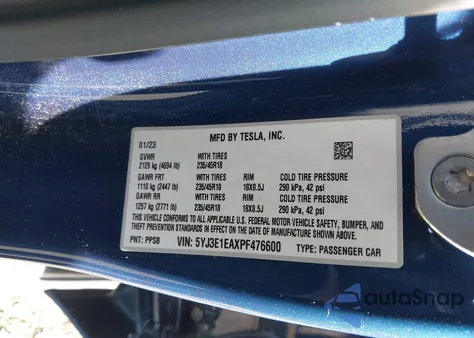 MFD BY TESLA, INC.
01/23
GVWR WITH TIRES
2129 kg (4694 lb) 235/45R18
GAWR FRT WITH TIRES RIM COLD TIRE PRESSURE
1110 kg (2447 lb) 235/45R18 18X8.5J 290 kPa, 42 psi
GAWR RR WITH TIRES RIM COLD TIRE PRESSURE
1257 kg (2771 lb) 235/45R18 18X8.5J 290 kPa, 42 psi
THIS VEHICLE CONFORMS TO ALL APPLICABLE U.S. FEDERAL MOTOR VEHICLE SAFETY, BUMPER, AND
THEFT PREVENTION STANDARDS IN EFFECT ON THE DATE OF MANUFACTURE SHOWN ABOVE.
PNT: PPSB VIN: 5YJ3E1EAXPF476600 TYPE: PASSENGER CAR
autoSnap